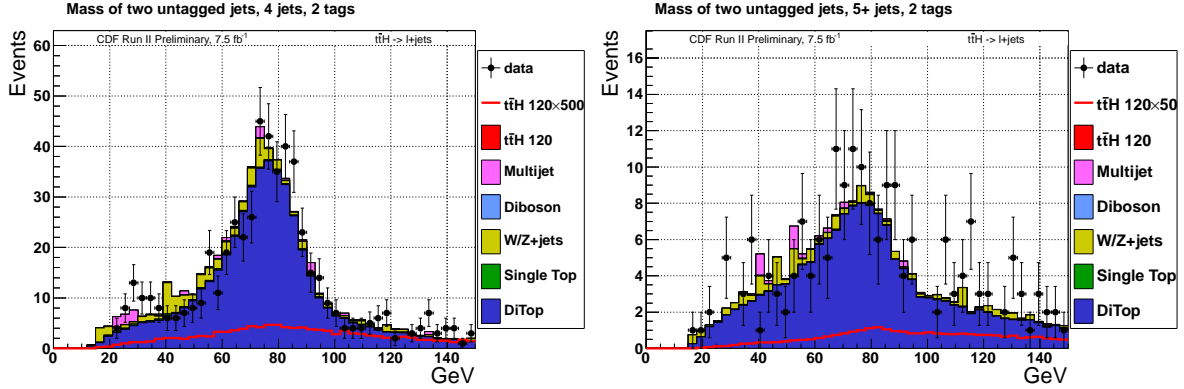 Mass of two untagged jets, 4 jets, 2 tags
Events
60
50
40
30
20
10
0
CDF Run II Preliminary, 7.5 fb⁻¹
tt̄H -> l+jets
0 20 40 60 80 100 120 140
GeV
data
tt̄H 120×500
tt̄H 120
Multijet
Diboson
W/Z+jets
Single Top
DiTop
Mass of two untagged jets, 5+ jets, 2 tags
Events
16
14
12
10
8
6
4
2
0
CDF Run II Preliminary, 7.5 fb⁻¹
tt̄H -> l+jets
0 20 40 60 80 100 120 140
GeV
data
tt̄H 120×50
tt̄H 120
Multijet
Diboson
W/Z+jets
Single Top
DiTop